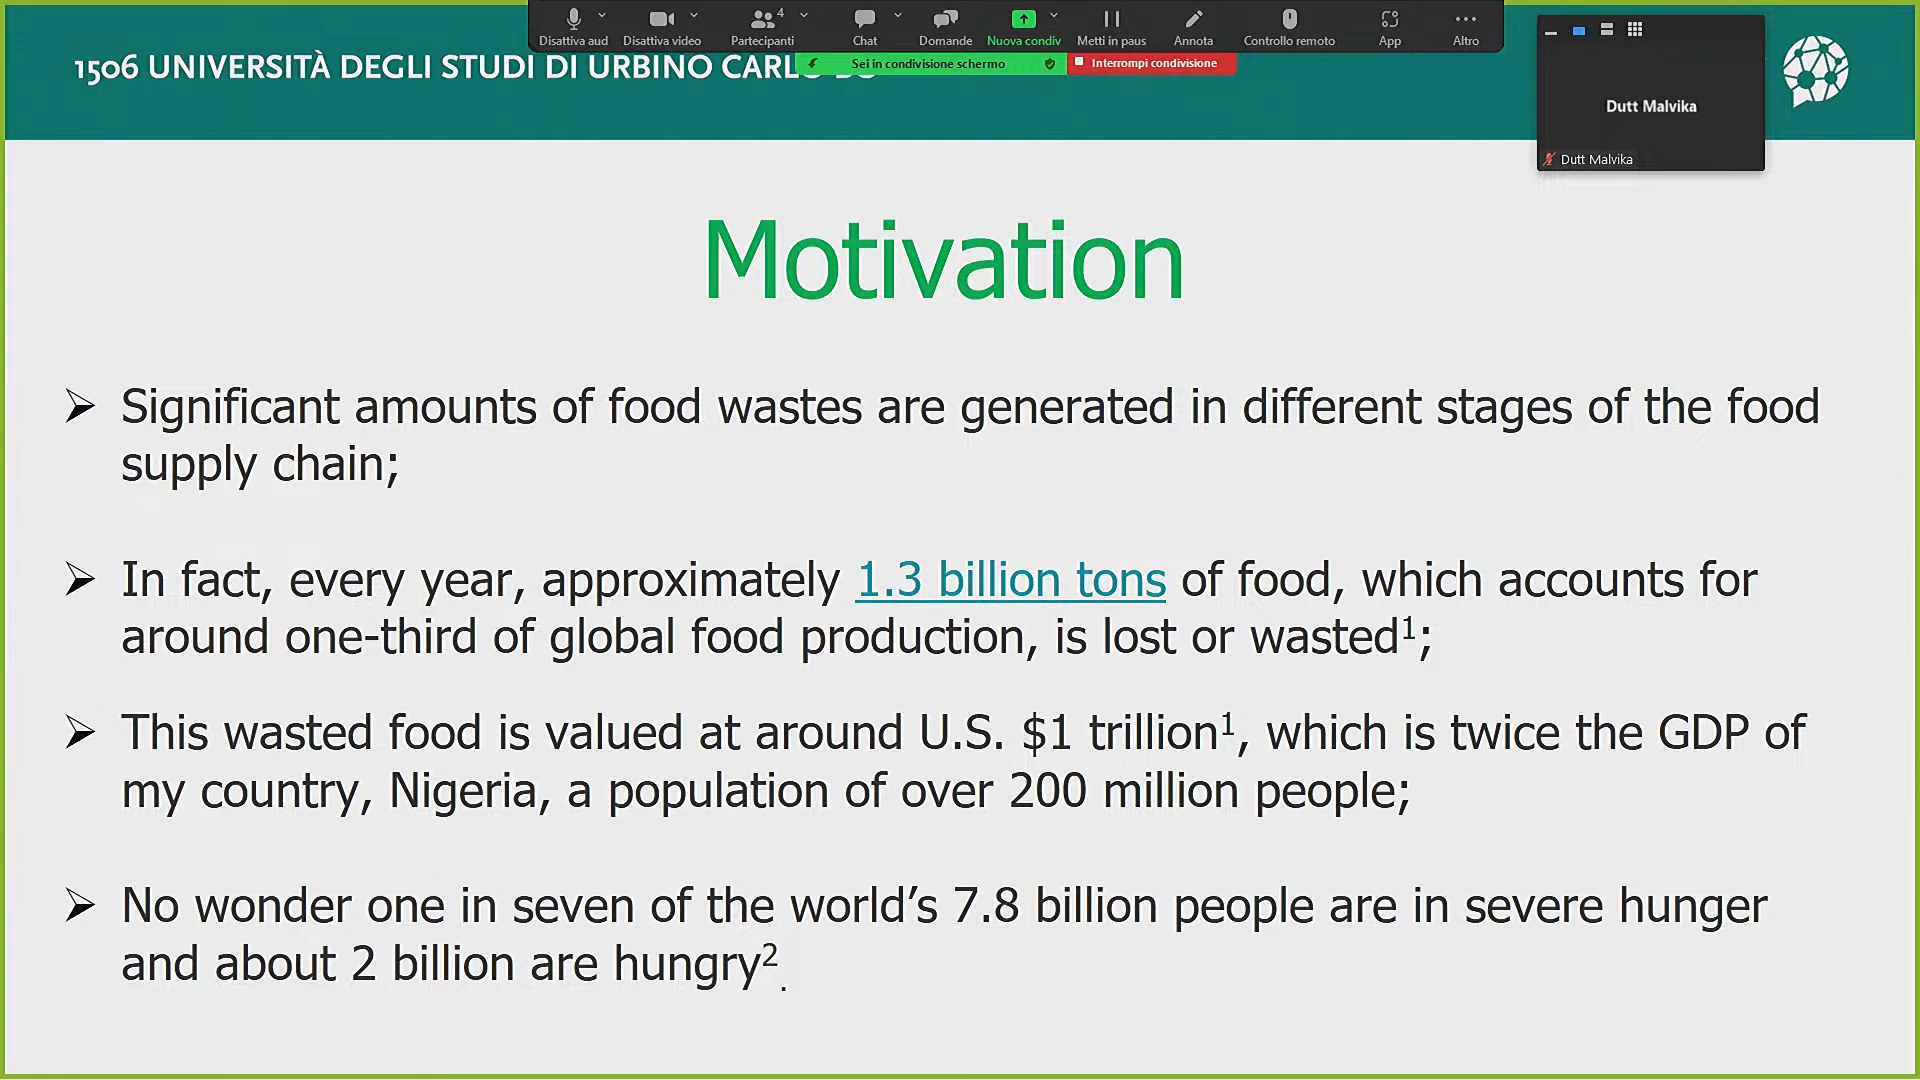 Disattiva aud
Disattiva video
4
Partecipanti
Chat
Domande
Nuova condiv
Metti in paus
Annota
Controllo remoto
App
Altro
Sei in condivisione schermo
Interrompi condivisione
1506 UNIVERSITÀ DEGLI STUDI DI URBINO
Dutt Malvika
Dutt Malvika
Motivation
➢ Significant amounts of food wastes are generated in different stages of the food
supply chain;
➢ In fact, every year, approximately 1.3 billion tons of food, which accounts for
around one-third of global food production, is lost or wasted¹;
➢ This wasted food is valued at around U.S. $1 trillion¹, which is twice the GDP of
my country, Nigeria, a population of over 200 million people;
➢ No wonder one in seven of the world’s 7.8 billion people are in severe hunger
and about 2 billion are hungry².